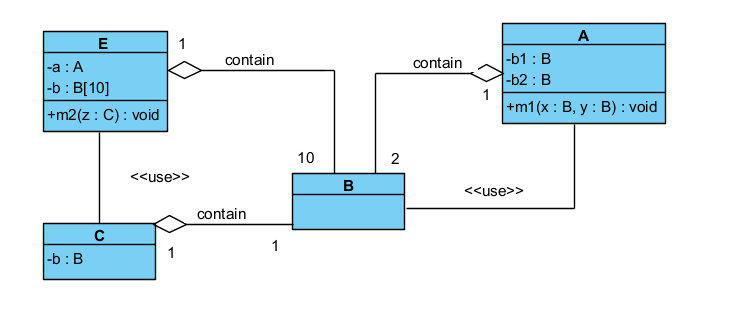 E
-a : A
-b : B[10]
+m2(z : C) : void
1
contain
contain
1
A
-b1 : B
-b2 : B
+m1(x : B, y : B) : void
10
2
<<use>>
B
<<use>>
C
-b : B
contain
1
1